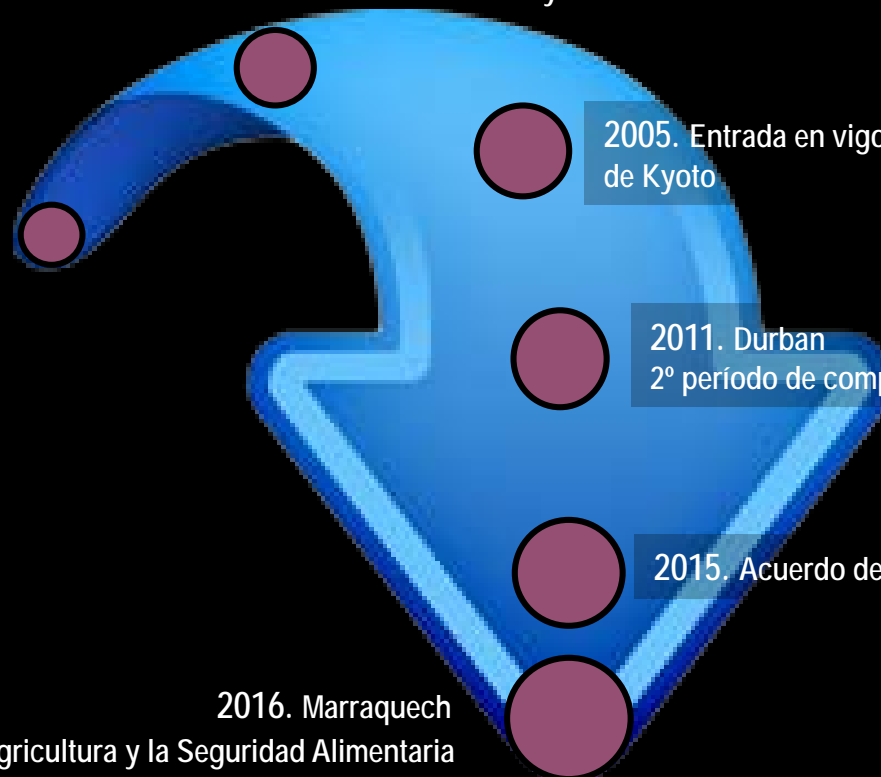 y
2005. Entrada en vigo
de Kyoto
2011. Durban
2º período de comp
2015. Acuerdo de
2016. Marraquech
gricultura y la Seguridad Alimentaria